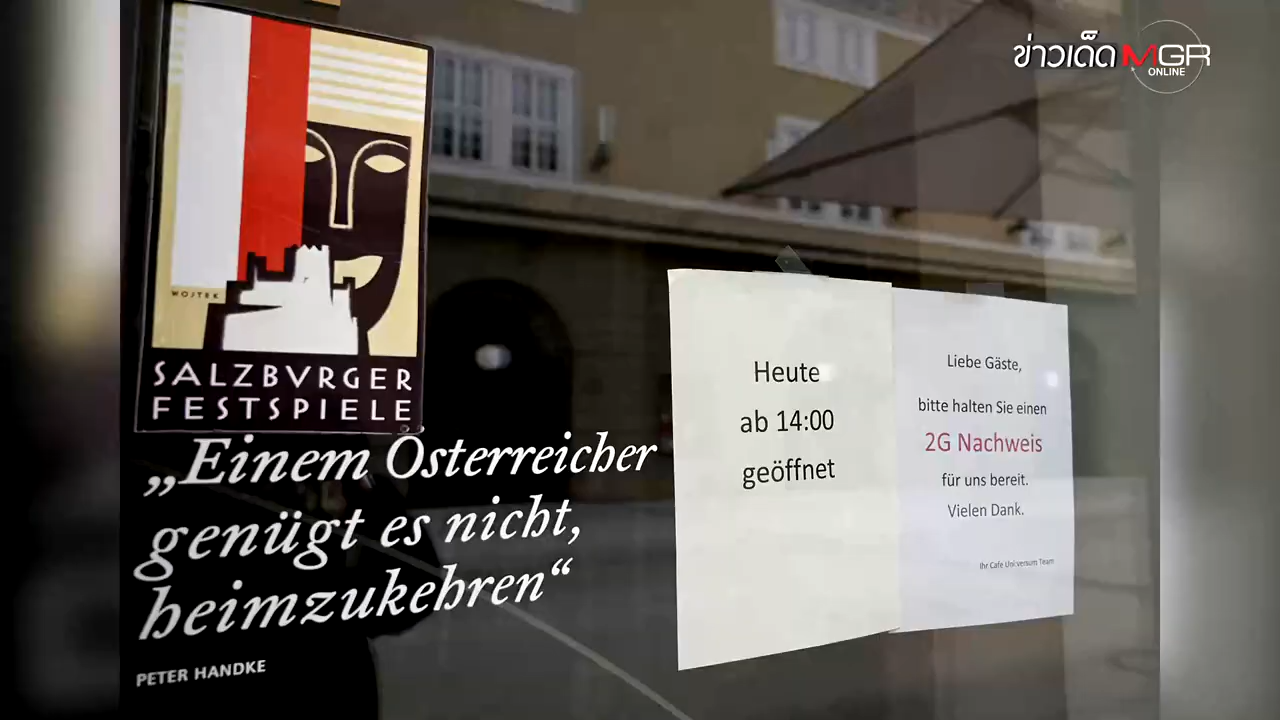 ข่าวเด็ด MGR
ONLINE
WOJTEK
SALZBVRGER
FESTSPIELE
„Einem Österreicher
genügt es nicht,
heimzukehren“
PETER HANDKE
Heute
ab 14:00
geöffnet
Liebe Gäste,
bitte halten Sie einen
2G Nachweis
für uns bereit.
Vielen Dank.
Ihr Cafe Uni:versum Team